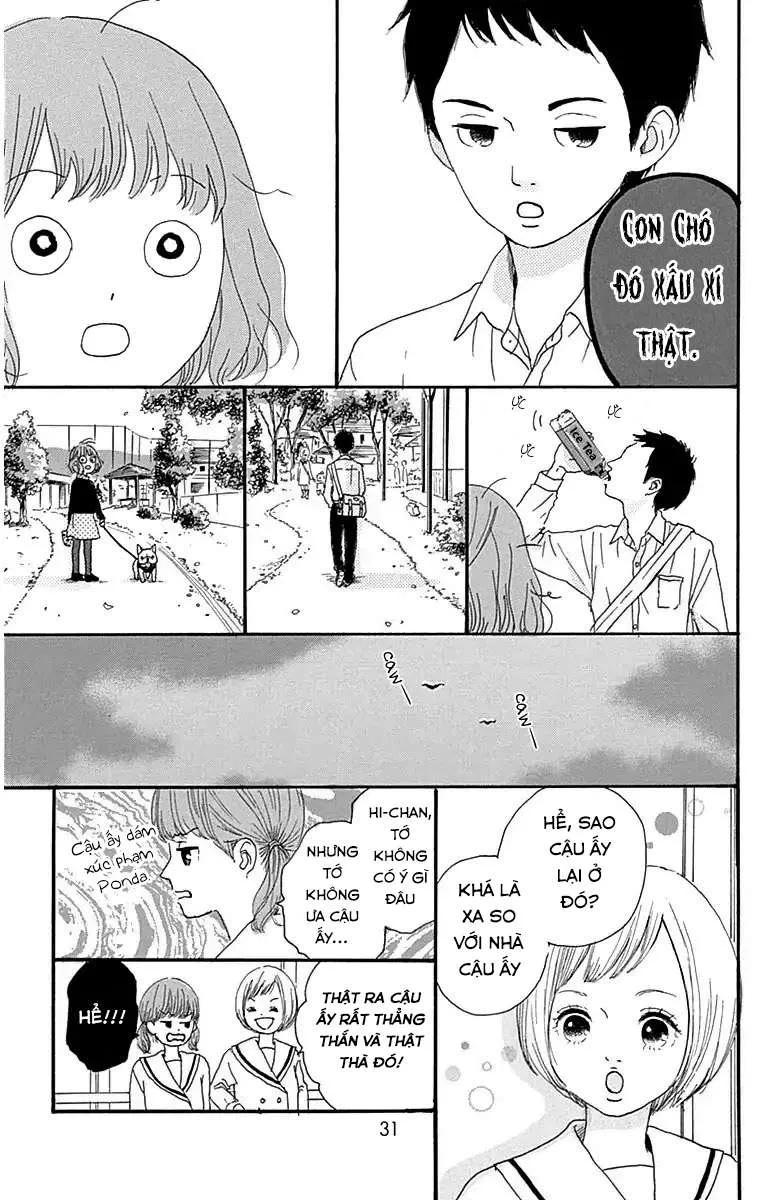 CON CHÓ
ĐÓ XẤU XÍ
THẬT.
Ice Tea
CAW—
CAW—
HỂ, SAO
CẬU ẤY
LẠI Ở
ĐÓ?
KHÁ LÀ
XA SO
VỚI NHÀ
CẬU ẤY
HI-CHAN,
TỚ
KHÔNG
CÓ Ý GÌ
ĐÂU
NHƯNG
TỚ
KHÔNG
ƯA CẬU
ẤY...
Cậu ấy dám
xúc phạm
Ponda.
THẬT RA CẬU
ẤY RẤT THẲNG
THẮN VÀ THẬT
THÀ ĐÓ!
HỂ!!!
31